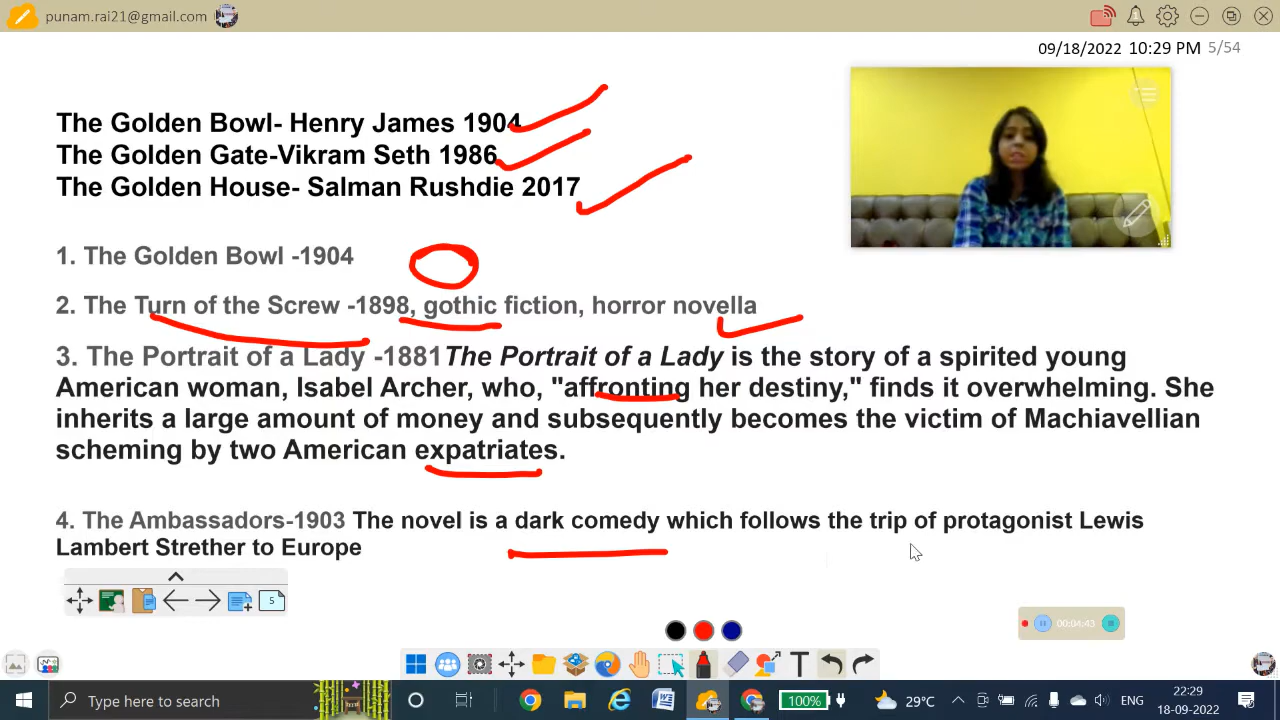 punam.rai21@gmail.com
09/18/2022 10:29 PM 5/54
The Golden Bowl- Henry James 1904
The Golden Gate-Vikram Seth 1986
The Golden House- Salman Rushdie 2017
1. The Golden Bowl -1904
2. The Turn of the Screw -1898, gothic fiction, horror novella
3. The Portrait of a Lady -1881 The Portrait of a Lady is the story of a spirited young
American woman, Isabel Archer, who, "affronting her destiny," finds it overwhelming. She
inherits a large amount of money and subsequently becomes the victim of Machiavellian
scheming by two American expatriates.
4. The Ambassadors-1903 The novel is a dark comedy which follows the trip of protagonist Lewis
Lambert Strether to Europe
5
00:04:43
T
Type here to search
100%
29°C
ENG
22:29
18-09-2022